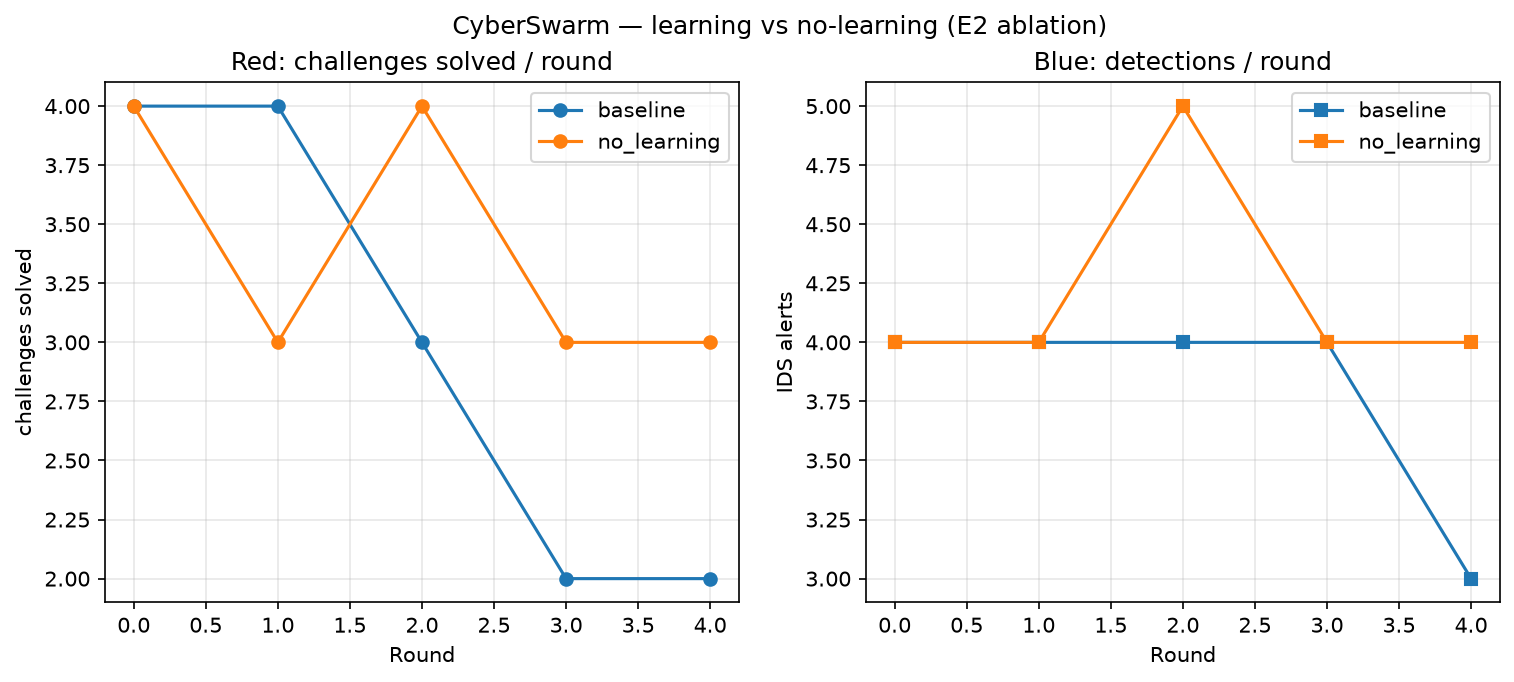 CyberSwarm — learning vs no-learning (E2 ablation)
Red: challenges solved / round
challenges solved
4.00
3.75
3.50
3.25
3.00
2.75
2.50
2.25
2.00
baseline
no_learning
0.0 0.5 1.0 1.5 2.0 2.5 3.0 3.5 4.0
Round
Blue: detections / round
IDS alerts
5.00
4.75
4.50
4.25
4.00
3.75
3.50
3.25
3.00
baseline
no_learning
0.0 0.5 1.0 1.5 2.0 2.5 3.0 3.5 4.0
Round